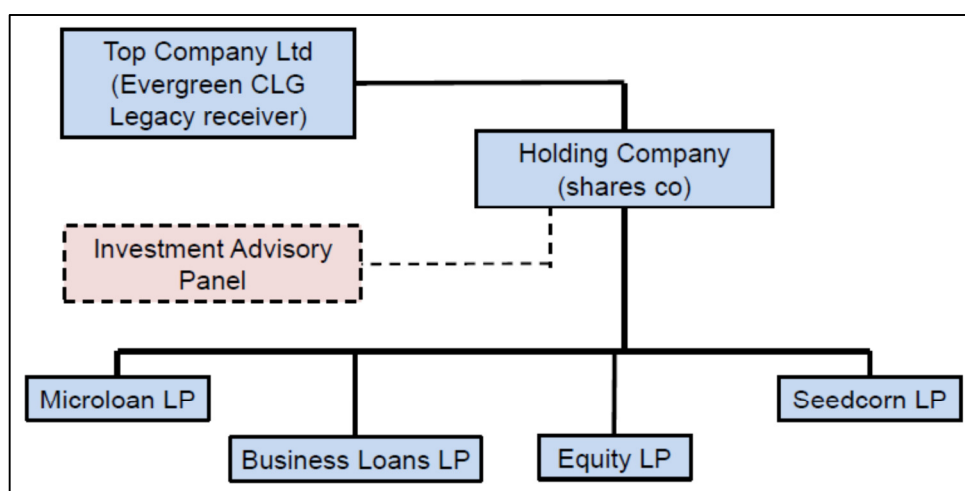 Top Company Ltd
(Evergreen CLG
Legacy receiver)
Holding Company
(shares co)
Investment Advisory
Panel
Microloan LP
Business Loans LP
Equity LP
Seedcorn LP